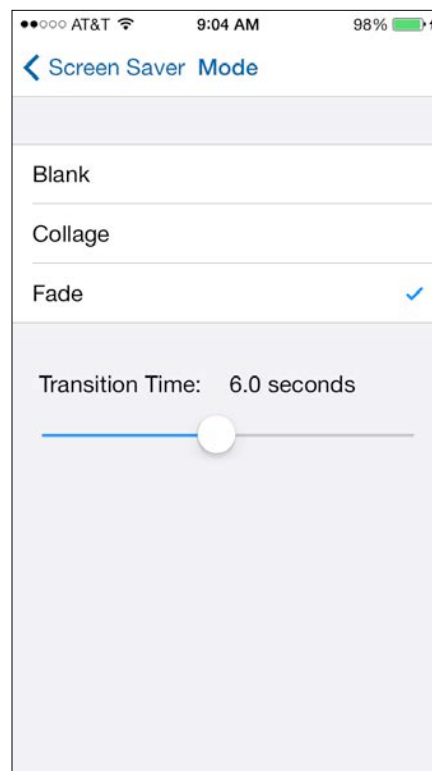 AT&T 9:04 AM 98%
Screen Saver Mode
Blank
Collage
Fade
Transition Time: 6.0 seconds